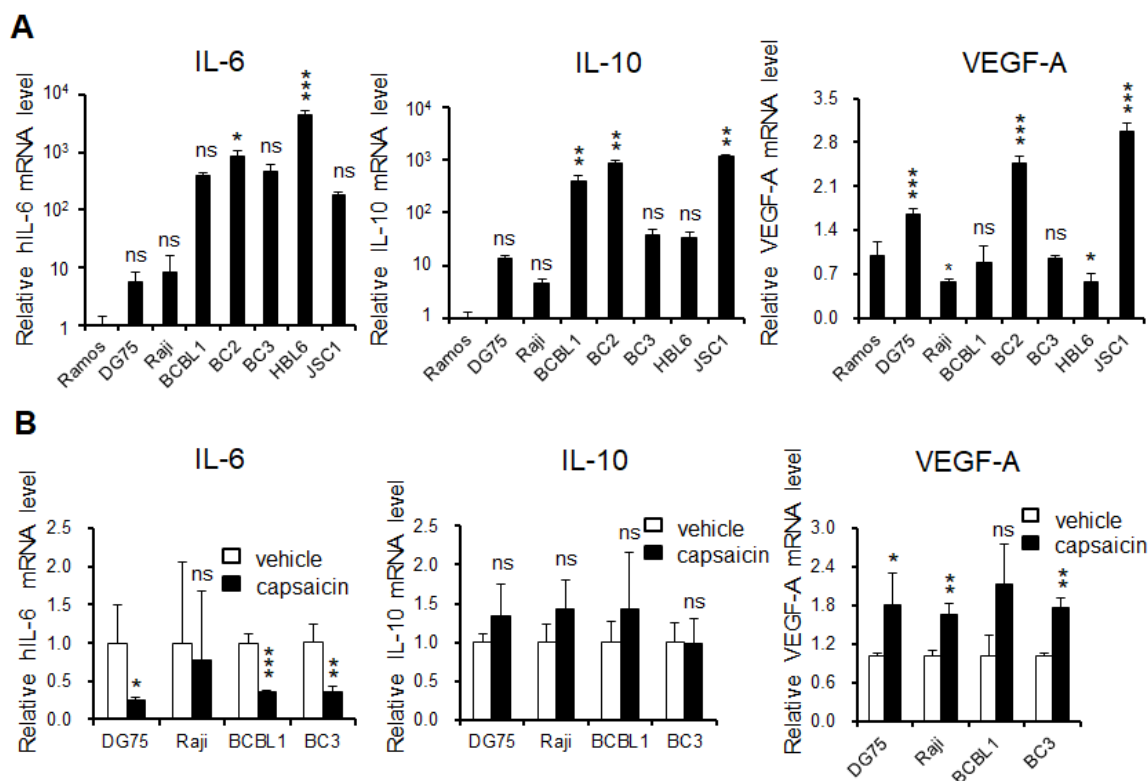 A
IL-6
Relative hIL-6 mRNA level
10⁴
10³
10²
10
1
ns
ns
ns
*
ns
***
ns
Ramos
DG75
Raji
BCBL1
BC2
BC3
HBL6
JSC1
IL-10
Relative IL-10 mRNA level
10⁴
10³
10²
10
1
ns
ns
**
**
ns
ns
**
Ramos
DG75
Raji
BCBL1
BC2
BC3
HBL6
JSC1
VEGF-A
Relative VEGF-A mRNA level
3.5
2.8
2.1
1.4
0.7
0.0
***
*
ns
***
ns
*
***
Ramos
DG75
Raji
BCBL1
BC2
BC3
HBL6
JSC1
B
IL-6
Relative hIL-6 mRNA level
2.5
2.0
1.5
1.0
0.5
0.0
vehicle
capsaicin
*
ns
***
**
DG75
Raji
BCBL1
BC3
IL-10
Relative IL-10 mRNA level
2.5
2.0
1.5
1.0
0.5
0.0
vehicle
capsaicin
ns
ns
ns
ns
DG75
Raji
BCBL1
BC3
VEGF-A
Relative VEGF-A mRNA level
3.0
2.4
1.8
1.2
0.6
0.0
vehicle
capsaicin
*
**
ns
**
DG75
Raji
BCBL1
BC3